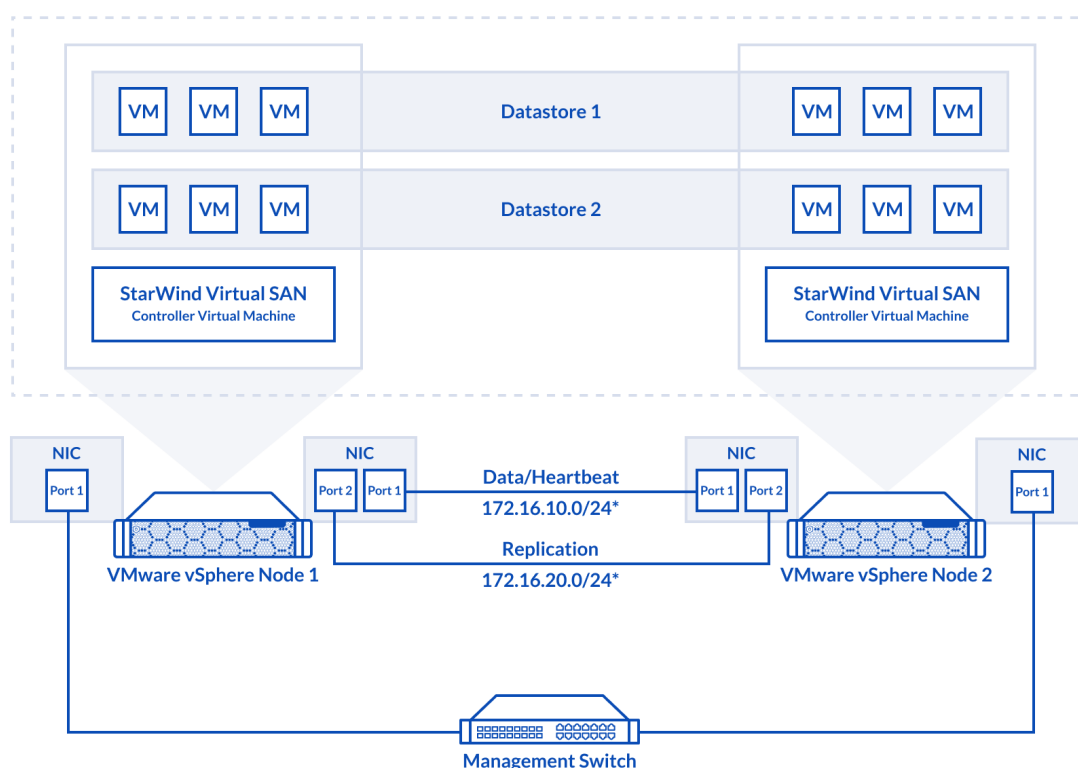 VM VM VM Datastore 1 VM VM VM
VM VM VM Datastore 2 VM VM VM
StarWind Virtual SAN
Controller Virtual Machine
StarWind Virtual SAN
Controller Virtual Machine
NIC
Port 1
NIC
Port 2 Port 1
Data/Heartbeat
172.16.10.0/24*
Replication
172.16.20.0/24*
NIC
Port 1 Port 2
NIC
Port 1
VMware vSphere Node 1
VMware vSphere Node 2
Management Switch